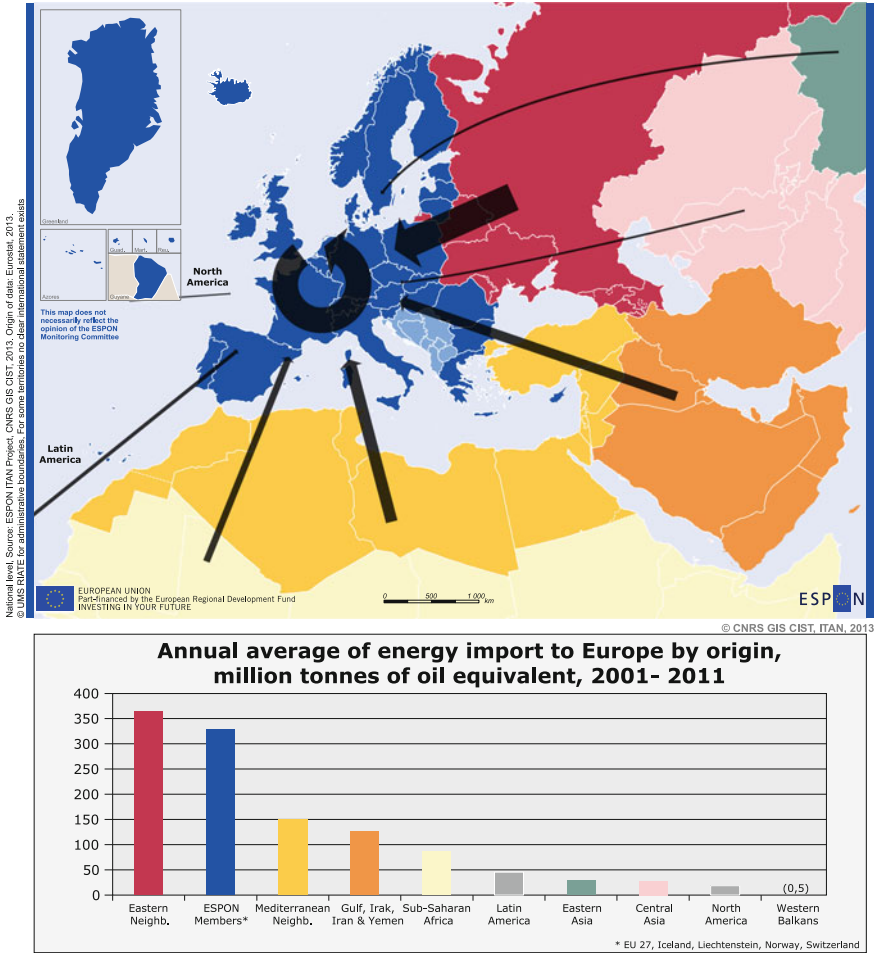 Greenland
Azores
Guad.
Mart.
Reu.
Guyane
North
America
This map does not
necessarily reflect the
opinion of the ESPON
Monitoring Committee
Latin
America
National level, Source: ESPON ITAN Project, CNRS GIS CIST, 2013. Origin of data: Eurostat, 2013.
© UMS RIATE for administrative boundaries. For some territories no clear international statement exists
EUROPEAN UNION
Part-financed by the European Regional Development Fund
INVESTING IN YOUR FUTURE
0 500 1 000
km
ESPON
© CNRS GIS CIST, ITAN, 2013
Annual average of energy import to Europe by origin,
million tonnes of oil equivalent, 2001- 2011
400
350
300
250
200
150
100
50
0
(0,5)
Eastern
Neighb.
ESPON
Members*
Mediterranean
Neighb.
Gulf, Irak,
Iran & Yemen
Sub-Saharan
Africa
Latin
America
Eastern
Asia
Central
Asia
North
America
Western
Balkans
* EU 27, Iceland, Liechtenstein, Norway, Switzerland